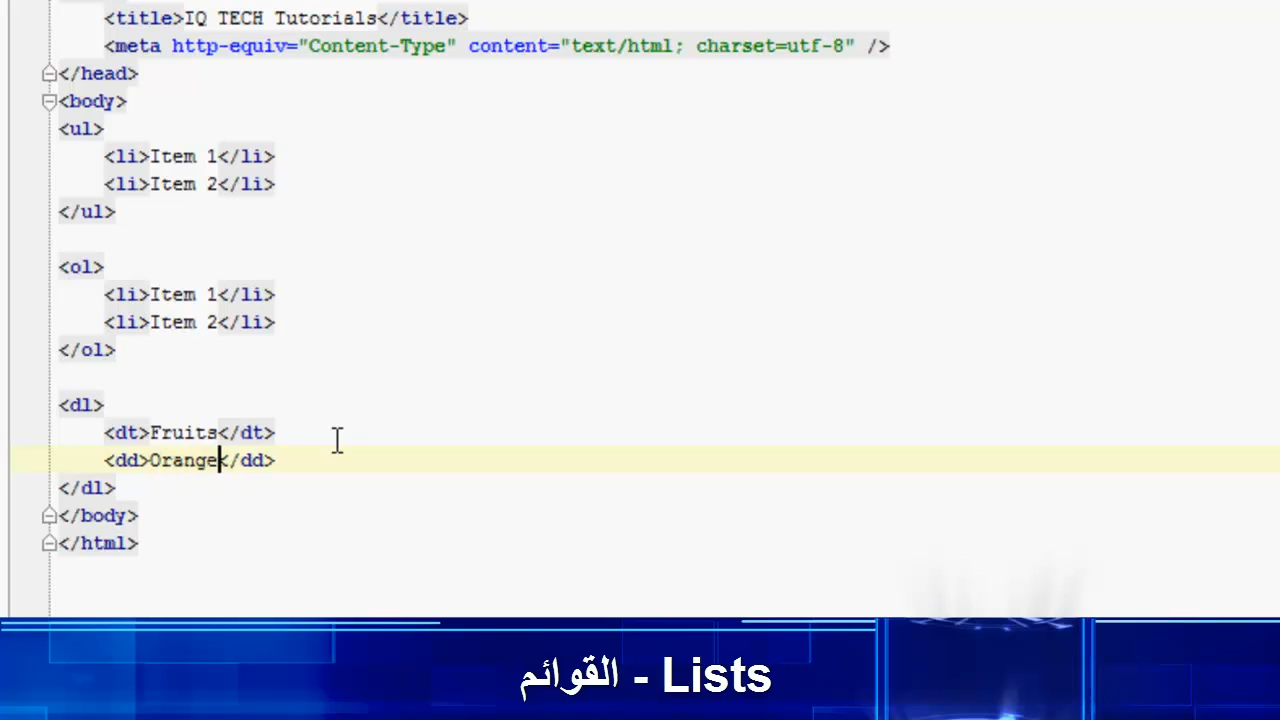 <title>IQ TECH Tutorials</title>
<meta http-equiv="Content-Type" content="text/html; charset=utf-8" />
</head>
<body>
<ul>
<li>Item 1</li>
<li>Item 2</li>
</ul>
<ol>
<li>Item 1</li>
<li>Item 2</li>
</ol>
<dl>
<dt>Fruits</dt>
<dd>Orange</dd>
</dl>
</body>
</html>
القوائم - Lists